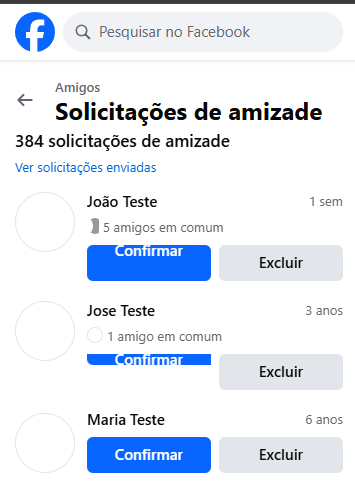 Pesquisar no Facebook
Amigos
Solicitações de amizade
384 solicitações de amizade
Ver solicitações enviadas
João Teste 1 sem
5 amigos em comum
Confirmar Excluir
Jose Teste 3 anos
1 amigo em comum
Confirmar Excluir
Maria Teste 6 anos
Confirmar Excluir